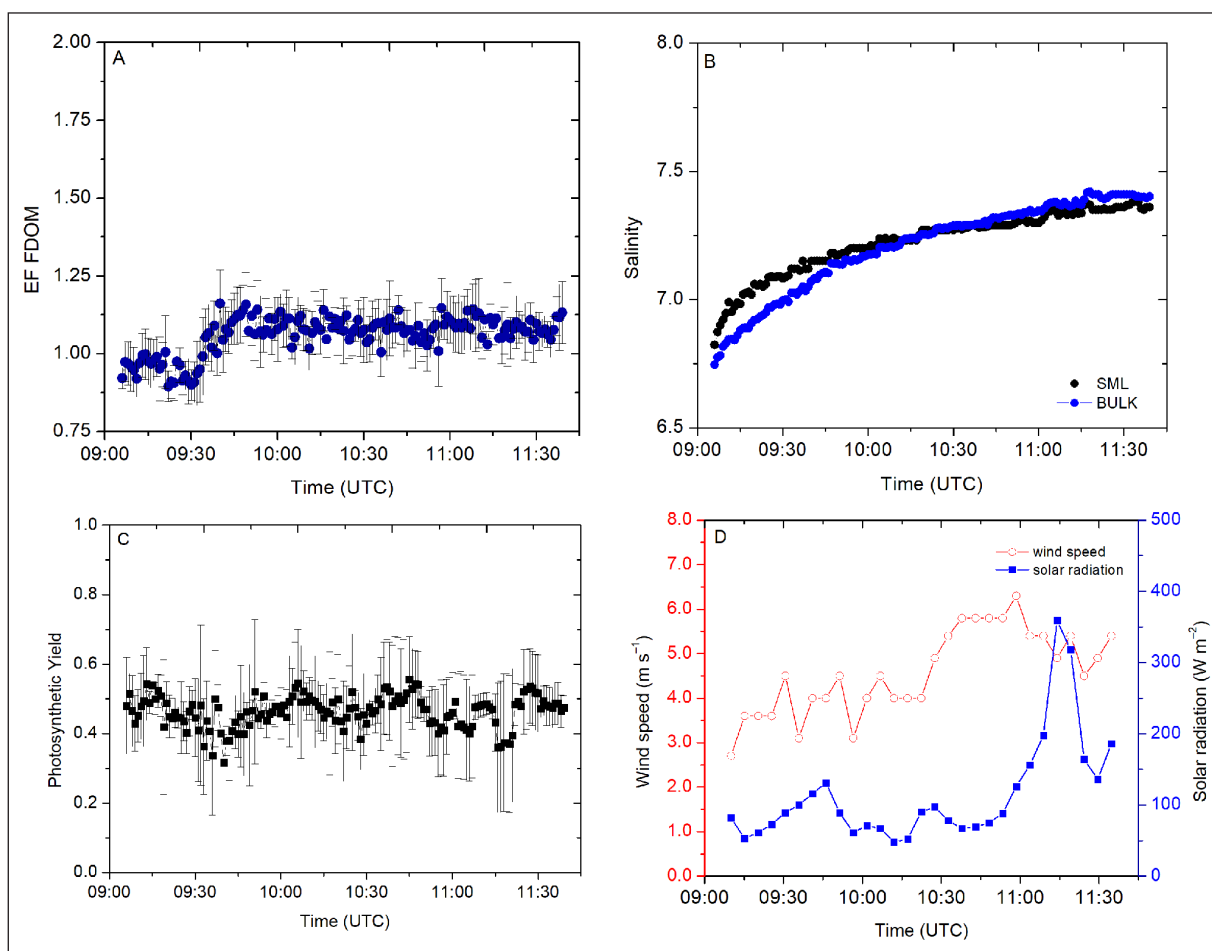 A
2.00
1.75
1.50
1.25
1.00
0.75
EF FDOM
09:00 09:30 10:00 10:30 11:00 11:30
Time (UTC)
B
8.0
7.5
7.0
6.5
Salinity
SML
BULK
09:00 09:30 10:00 10:30 11:00 11:30
Time (UTC)
C
1.0
0.8
0.6
0.4
0.2
0.0
Photosynthetic Yield
09:00 09:30 10:00 10:30 11:00 11:30
Time (UTC)
D
8.0
7.0
6.0
5.0
4.0
3.0
2.0
1.0
0.0
Wind speed (m s⁻¹)
wind speed
solar radiation
500
400
300
200
100
0
Solar radiation (W m⁻²)
09:00 09:30 10:00 10:30 11:00 11:30
Time (UTC)